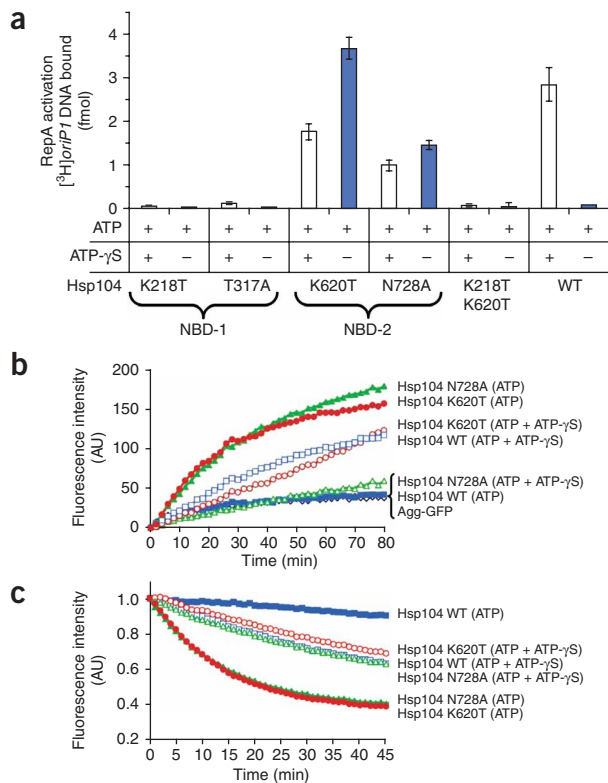 a
RepA activation
[³H]oriP1 DNA bound
(fmol)
4
3
2
1
0
ATP + + + + + + + + + + + +
ATP-γS + − + − + − + − + − + −
Hsp104 K218T T317A K620T N728A K218T WT
K620T
NBD-1 NBD-2
b
Fluorescence intensity
(AU)
200
150
100
50
0
0 10 20 30 40 50 60 70 80
Time (min)
Hsp104 N728A (ATP)
Hsp104 K620T (ATP)
Hsp104 K620T (ATP + ATP-γS)
Hsp104 WT (ATP + ATP-γS)
Hsp104 N728A (ATP + ATP-γS)
Hsp104 WT (ATP)
Agg-GFP
c
Fluorescence intensity
(AU)
1.0
0.8
0.6
0.4
0.2
0 5 10 15 20 25 30 35 40 45
Time (min)
Hsp104 WT (ATP)
Hsp104 K620T (ATP + ATP-γS)
Hsp104 WT (ATP + ATP-γS)
Hsp104 N728A (ATP + ATP-γS)
Hsp104 N728A (ATP)
Hsp104 K620T (ATP)